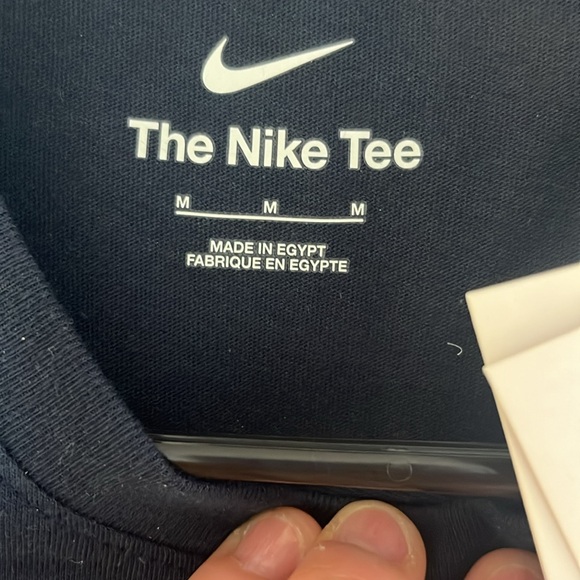 The Nike Tee
M M M
MADE IN EGYPT
FABRIQUE EN EGYPTE